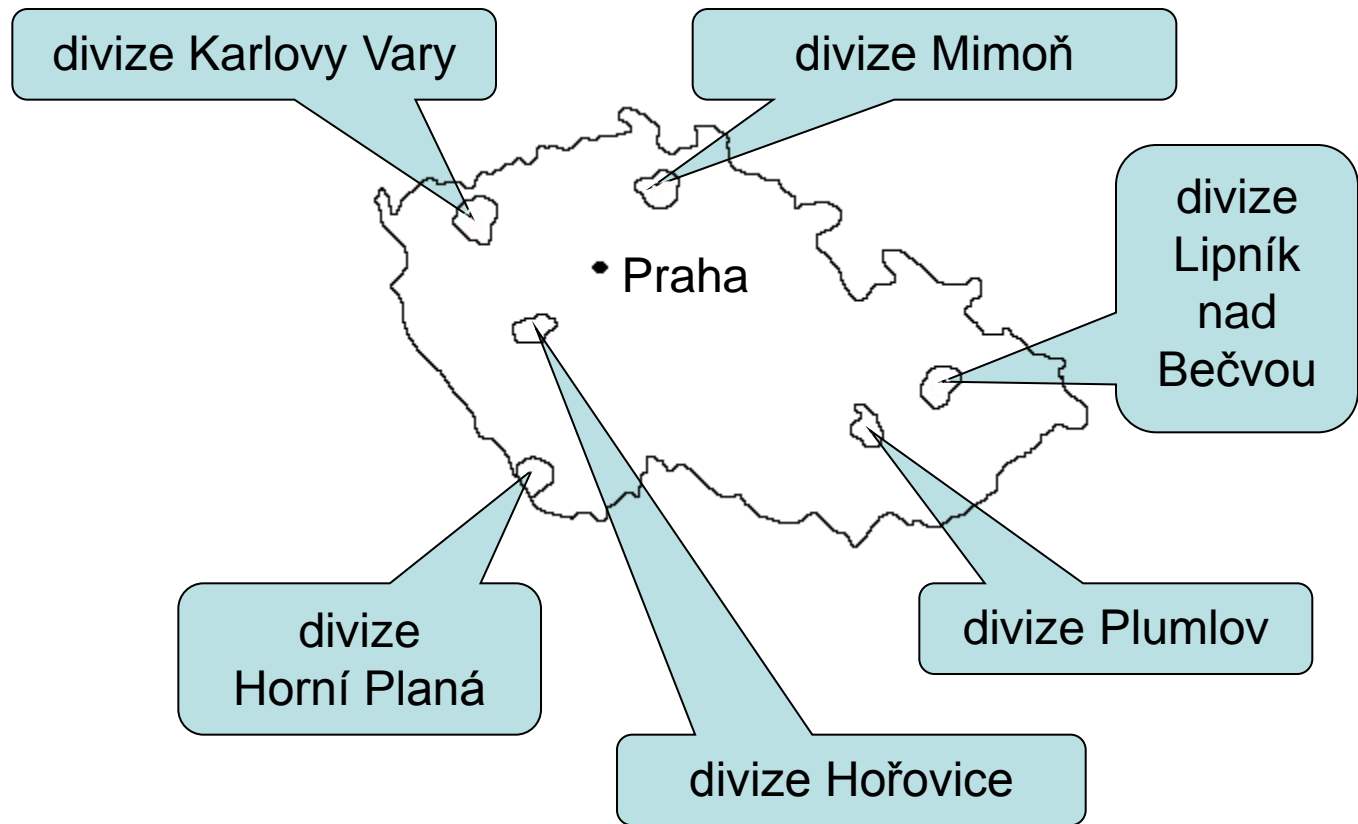 divize Karlovy Vary
divize Mimoň
divize
Lipník
nad
Bečvou
Praha
divize
Horní Planá
divize Plumlov
divize Hořovice